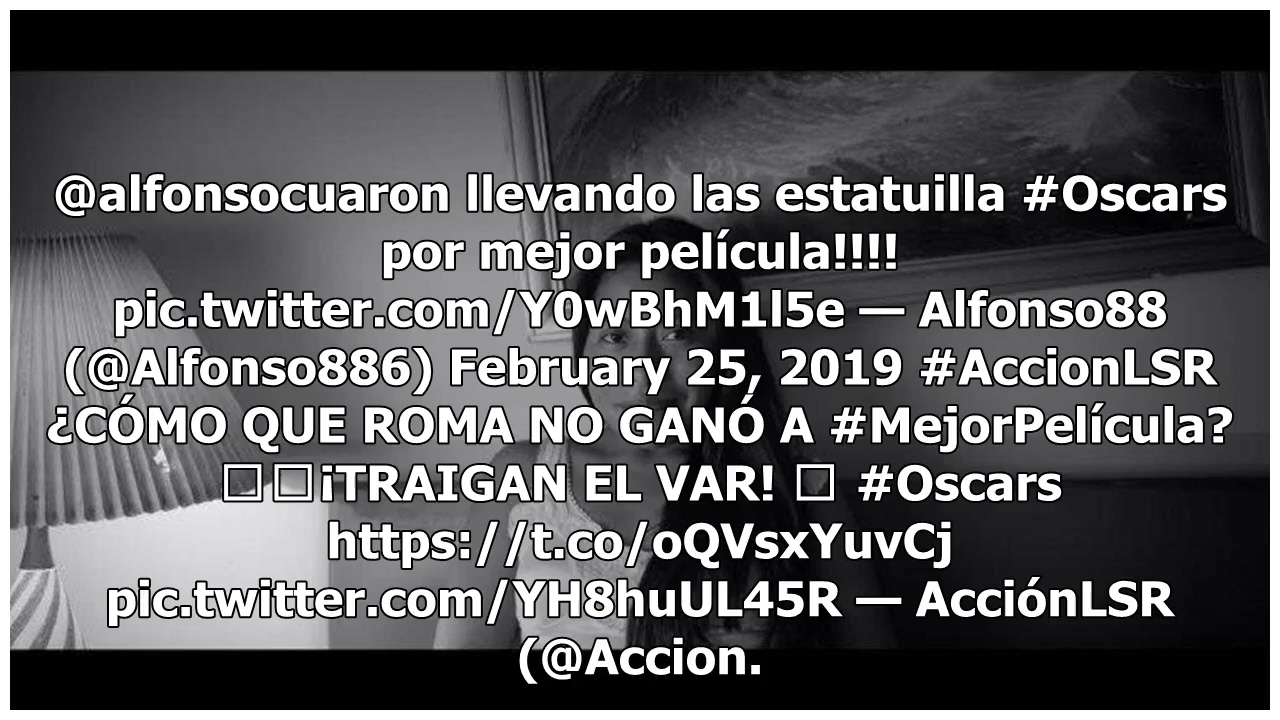 @alfonsocuaron llevando las estatuilla #Oscars
por mejor película!!!!
pic.twitter.com/Y0wBhM1l5e — Alfonso88
(@Alfonso886) February 25, 2019 #AccionLSR
¿CÓMO QUE ROMA NO GANÓ A #MejorPelícula?
□□¡TRAIGAN EL VAR! □ #Oscars
https://t.co/oQVsxYuvCj
pic.twitter.com/YH8huUL45R — AcciónLSR
(@Accion.